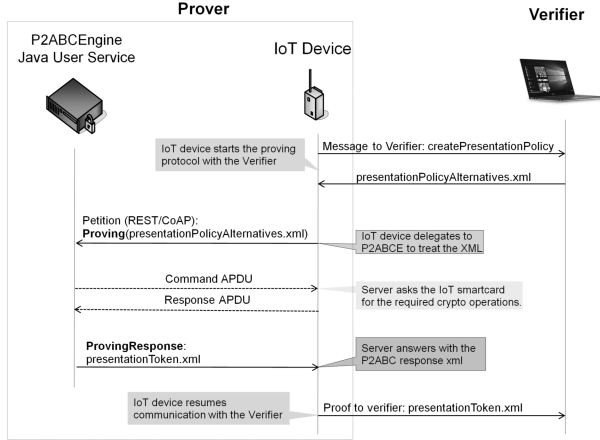 Prover
Verifier
P2ABCEngine
Java User Service
IoT Device
IoT device starts the proving
protocol with the Verifier
Message to Verifier: createPresentationPolicy
presentationPolicyAlternatives.xml
Petition (REST/CoAP):
Proving(presentationPolicyAlternatives.xml)
IoT device delegates to
P2ABCE to treat the XML
Command APDU
Response APDU
Server asks the IoT smartcard
for the required crypto operations.
ProvingResponse:
presentationToken.xml
Server answers with the
P2ABC response xml
IoT device resumes
communication with the Verifier
Proof to verifier: presentationToken.xml